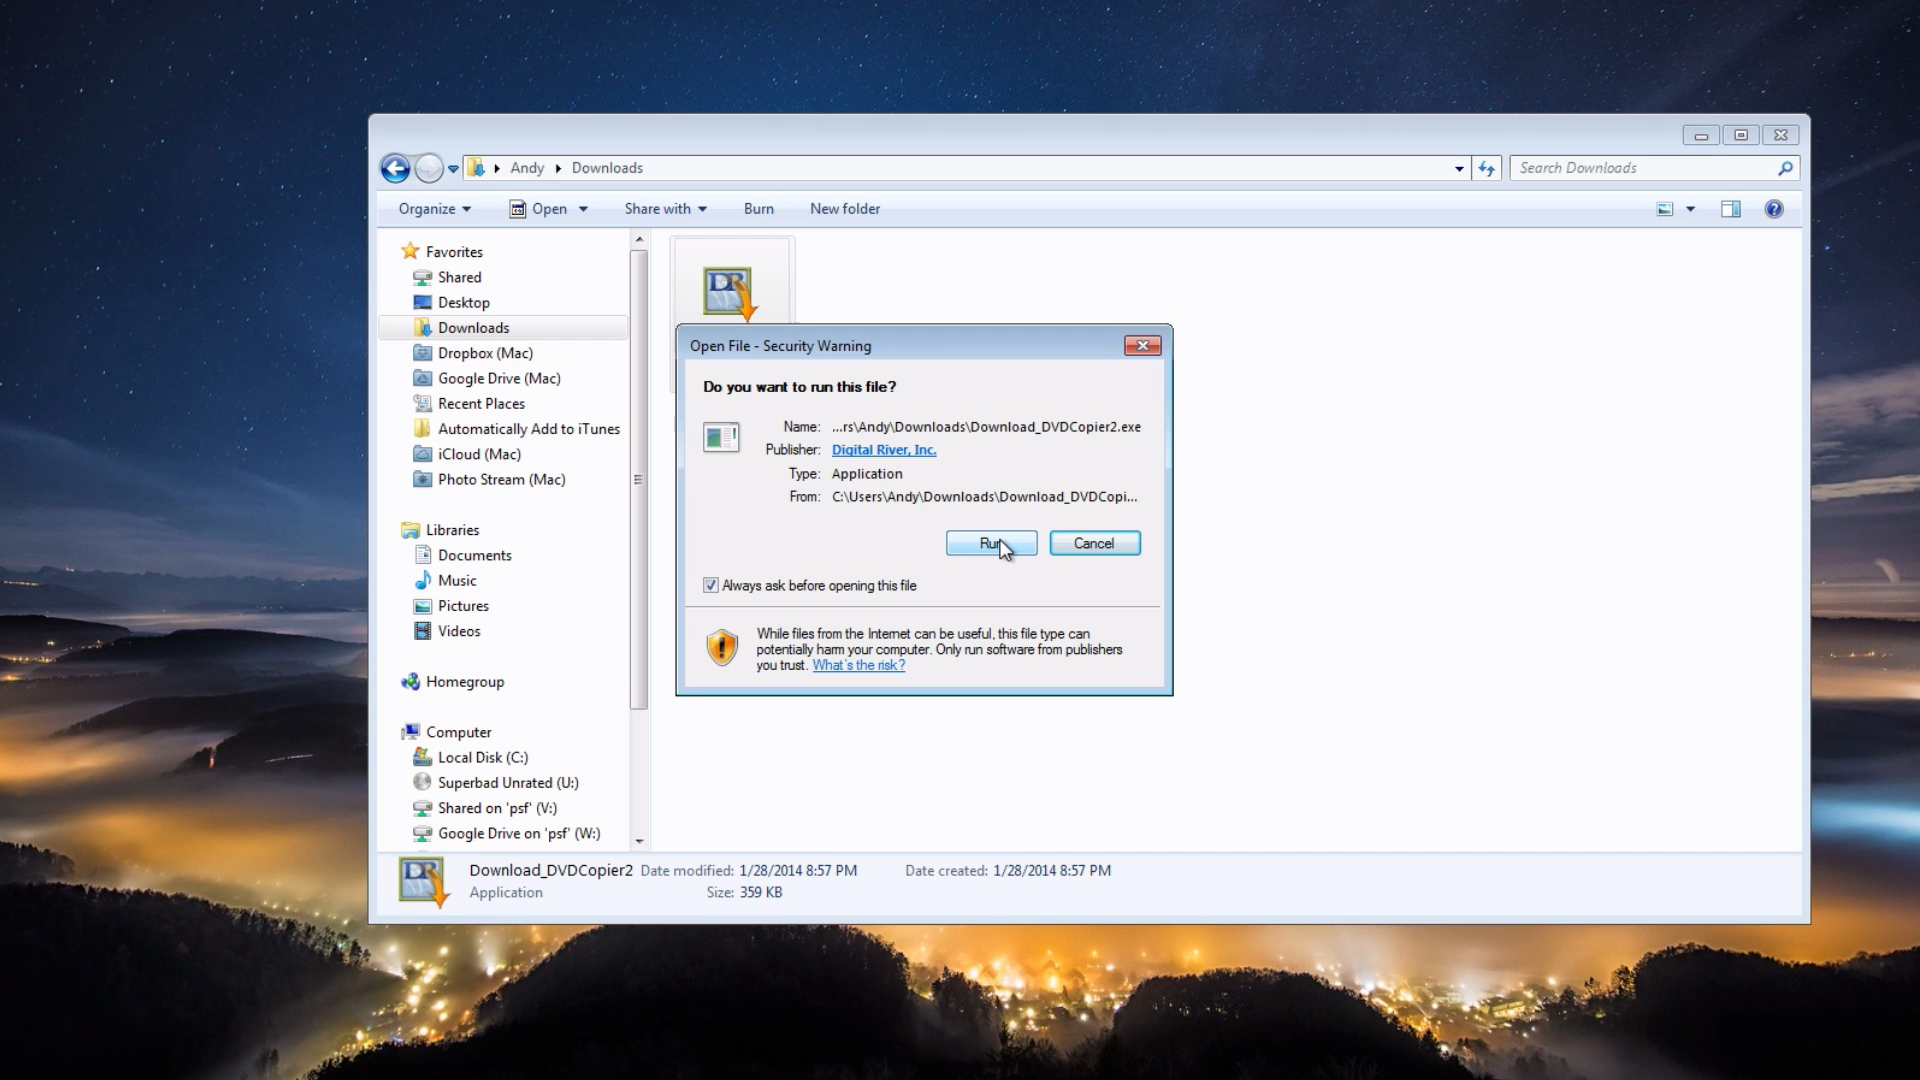 Andy Downloads
Search Downloads
Organize
Open
Share with
Burn
New folder
Favorites
Shared
Desktop
Downloads
Dropbox (Mac)
Google Drive (Mac)
Recent Places
Automatically Add to iTunes
iCloud (Mac)
Photo Stream (Mac)
Libraries
Documents
Music
Pictures
Videos
Homegroup
Computer
Local Disk (C:)
Superbad Unrated (U:)
Shared on 'psf' (V:)
Google Drive on 'psf' (W:)
DR
Open File - Security Warning
Do you want to run this file?
Name: ...rs\Andy\Downloads\Download_DVDCopier2.exe
Publisher: Digital River, Inc.
Type: Application
From: C:\Users\Andy\Downloads\Download_DVDCopi...
Run
Cancel
Always ask before opening this file
While files from the Internet can be useful, this file type can
potentially harm your computer. Only run software from publishers
you trust. What's the risk?
DR
Download_DVDCopier2 Date modified: 1/28/2014 8:57 PM Date created: 1/28/2014 8:57 PM
Application Size: 359 KB